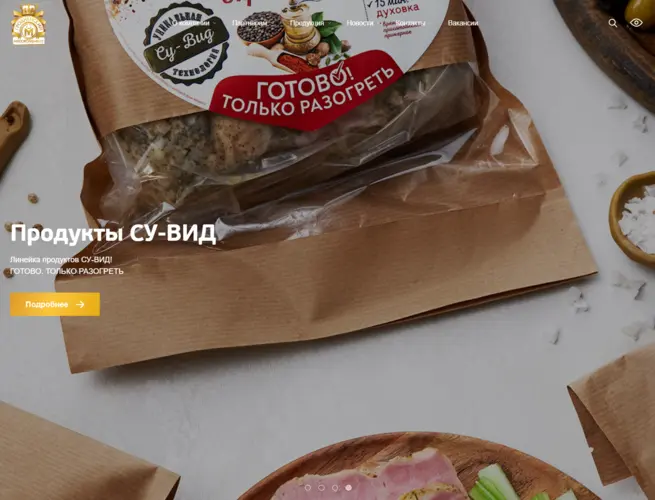 О компании
Партнерам
Продукция
Новости
Контакты
Вакансии
15 мин.
духовка
УНИКАЛЬНАЯ
Су-Вид
ТЕХНОЛОГИЯ
ГОТОВО!
ТОЛЬКО РАЗОГРЕТЬ
Продукты СУ-ВИД
Линейка продуктов СУ-ВИД!
ГОТОВО, ТОЛЬКО РАЗОГРЕТЬ
Подробнее